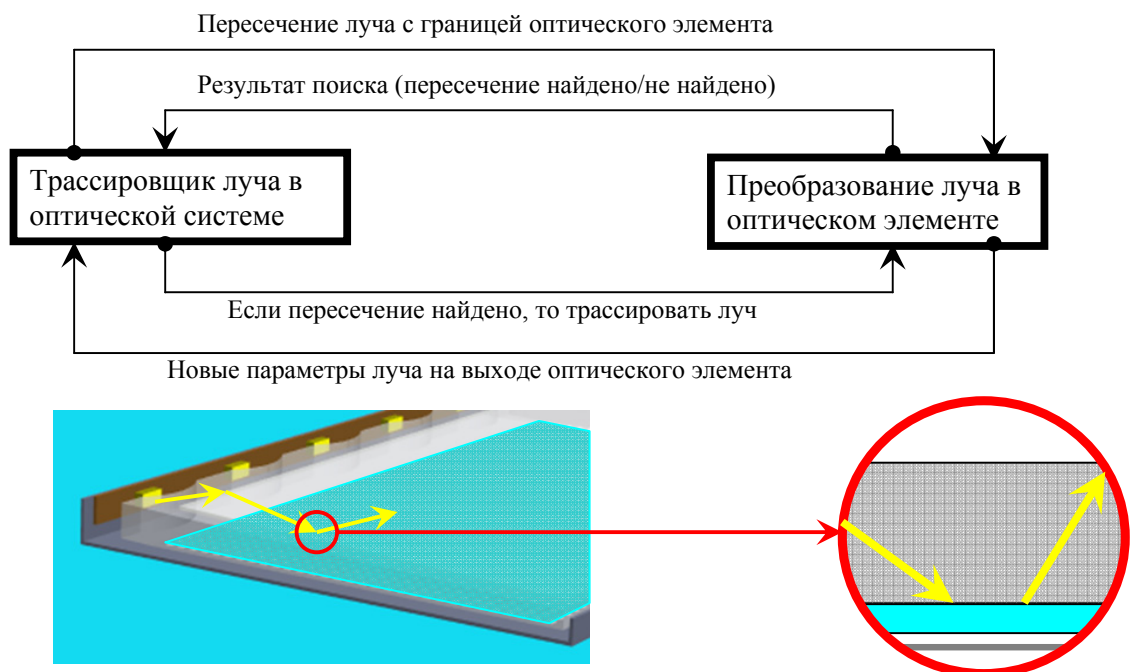 Пересечение луча с границей оптического элемента
Результат поиска (пересечение найдено/не найдено)
Трассировщик луча в
оптической системе
Преобразование луча в
оптическом элементе
Если пересечение найдено, то трассировать луч
Новые параметры луча на выходе оптического элемента